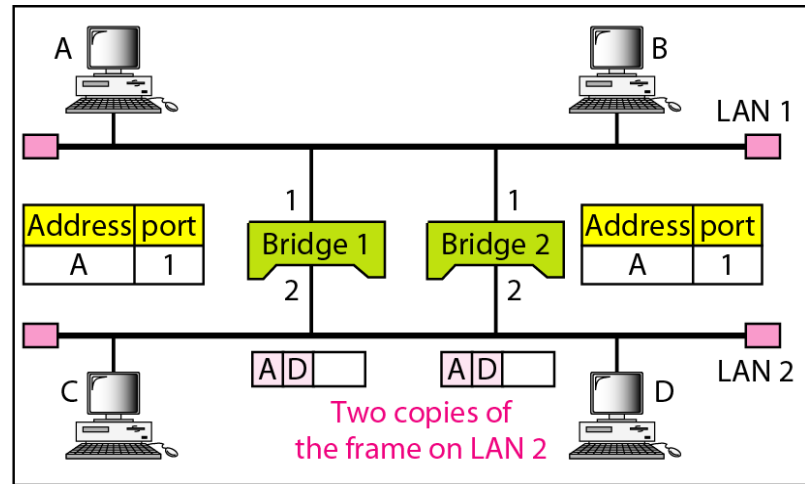 A
B
LAN 1
1
1
Address port
A 1
Bridge 1
Bridge 2
Address port
A 1
2
2
LAN 2
C
A D
A D
D
Two copies of
the frame on LAN 2